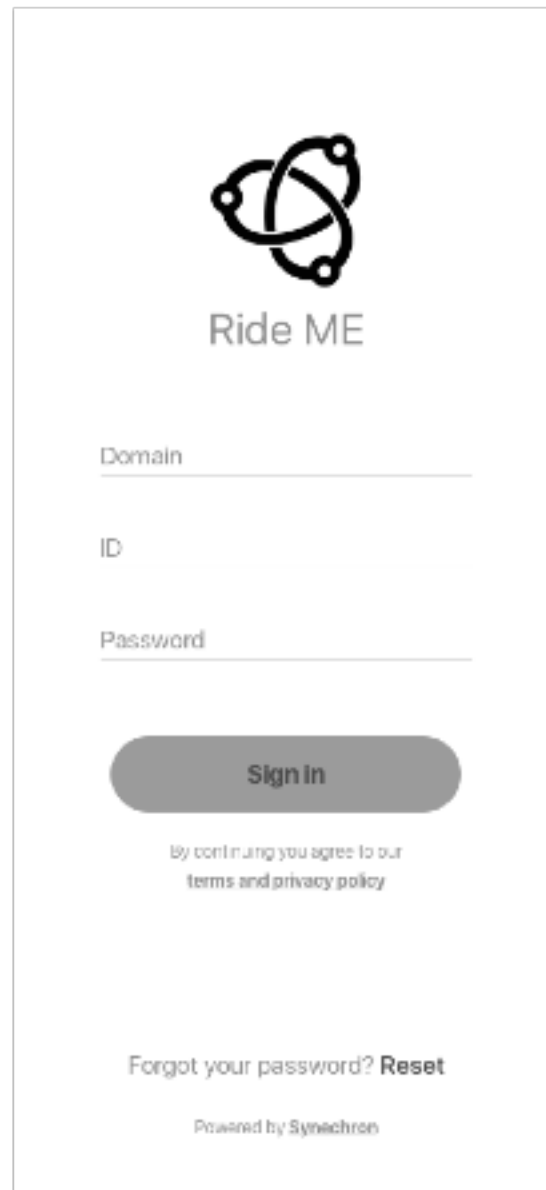 Ride ME
Domain
ID
Password
Sign in
By continuing you agree to our
terms and privacy policy
Forgot your password? Reset
Powered by Synechron